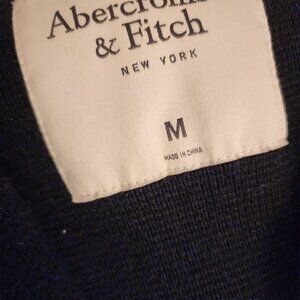 Abercrombie
& Fitch
NEW YORK
M
MADE IN CHINA